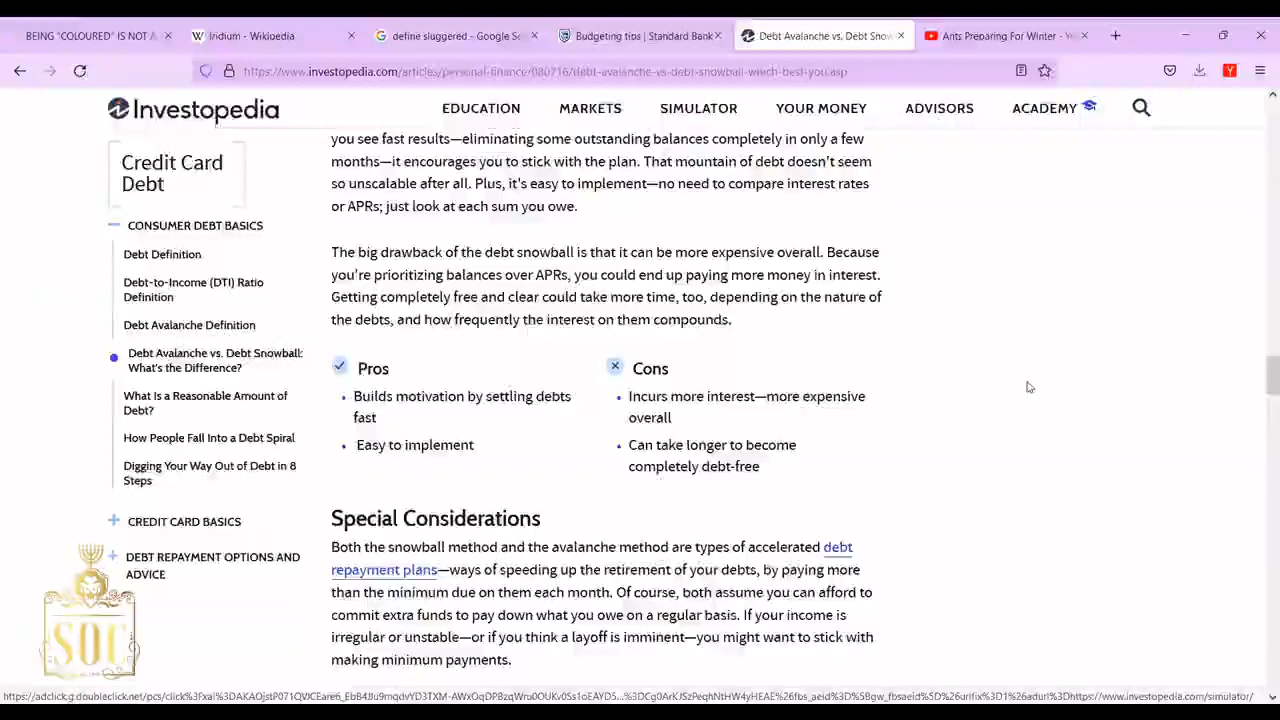 BEING "COLOURED" IS NOT A
Iridium - Wikipedia
define sluggered - Google Se
Budgeting tips | Standard Bank
Debt Avalanche vs. Debt Snow
Ants Preparing For Winter - Y
https://www.investopedia.com/articles/personal-finance/080716/debt-avalanche-vs-debt-snowball-which-best-you.asp
Investopedia
EDUCATION MARKETS SIMULATOR YOUR MONEY ADVISORS ACADEMY
Credit Card
Debt
CONSUMER DEBT BASICS
Debt Definition
Debt-to-Income (DTI) Ratio
Definition
Debt Avalanche Definition
Debt Avalanche vs. Debt Snowball:
What's the Difference?
What Is a Reasonable Amount of
Debt?
How People Fall Into a Debt Spiral
Digging Your Way Out of Debt in 8
Steps
CREDIT CARD BASICS
DEBT REPAYMENT OPTIONS AND
ADVICE
you see fast results—eliminating some outstanding balances completely in only a few
months—it encourages you to stick with the plan. That mountain of debt doesn't seem
so unscalable after all. Plus, it's easy to implement—no need to compare interest rates
or APRs; just look at each sum you owe.
The big drawback of the debt snowball is that it can be more expensive overall. Because
you're prioritizing balances over APRs, you could end up paying more money in interest.
Getting completely free and clear could take more time, too, depending on the nature of
the debts, and how frequently the interest on them compounds.
Pros
Builds motivation by settling debts
fast
Easy to implement
Cons
Incurs more interest—more expensive
overall
Can take longer to become
completely debt-free
Special Considerations
Both the snowball method and the avalanche method are types of accelerated debt
repayment plans—ways of speeding up the retirement of your debts, by paying more
than the minimum due on them each month. Of course, both assume you can afford to
commit extra funds to pay down what you owe on a regular basis. If your income is
irregular or unstable—or if you think a layoff is imminent—you might want to stick with
making minimum payments.
SOC